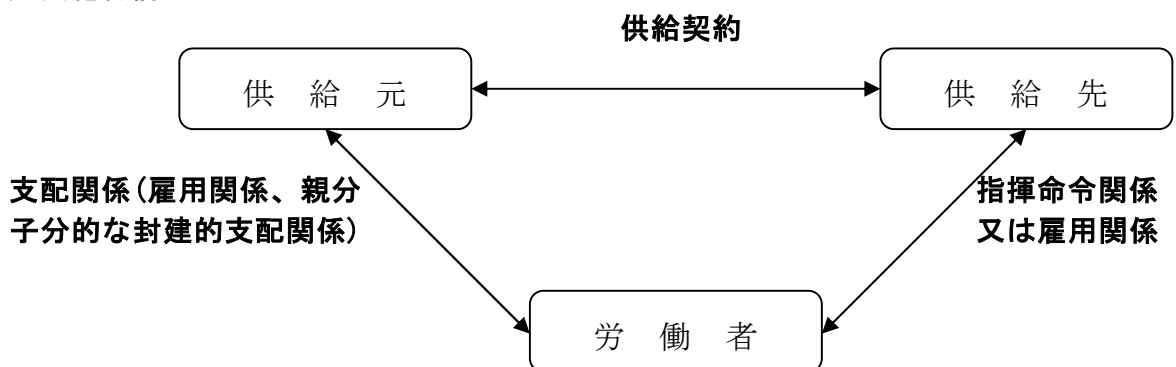 供給契約
供 給 元
供 給 先
支配関係(雇用関係、親分
子分的な封建的支配関係)
指揮命令関係
又は雇用関係
労 働 者